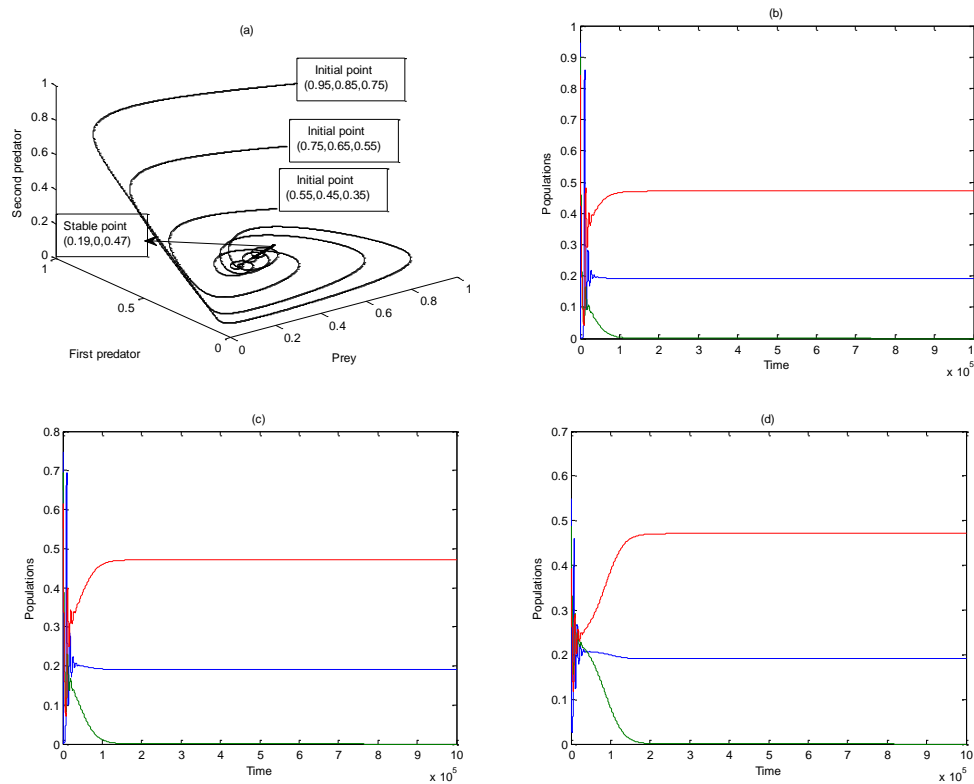 (a)
Initial point
(0.95,0.85,0.75)
Initial point
(0.75,0.65,0.55)
Initial point
(0.55,0.45,0.35)
Stable point
(0.19,0,0.47)
Second predator
1
0.8
0.6
0.4
0.2
0
1
0.5
0
First predator
0
0.2
0.4
0.6
0.8
1
Prey
(b)
Populations
1
0.9
0.8
0.7
0.6
0.5
0.4
0.3
0.2
0.1
0
0 1 2 3 4 5 6 7 8 9 10
Time
x 10^5
(c)
Populations
0.8
0.7
0.6
0.5
0.4
0.3
0.2
0.1
0
0 1 2 3 4 5 6 7 8 9 10
Time
x 10^5
(d)
Populations
0.7
0.6
0.5
0.4
0.3
0.2
0.1
0
0 1 2 3 4 5 6 7 8 9 10
Time
x 10^5